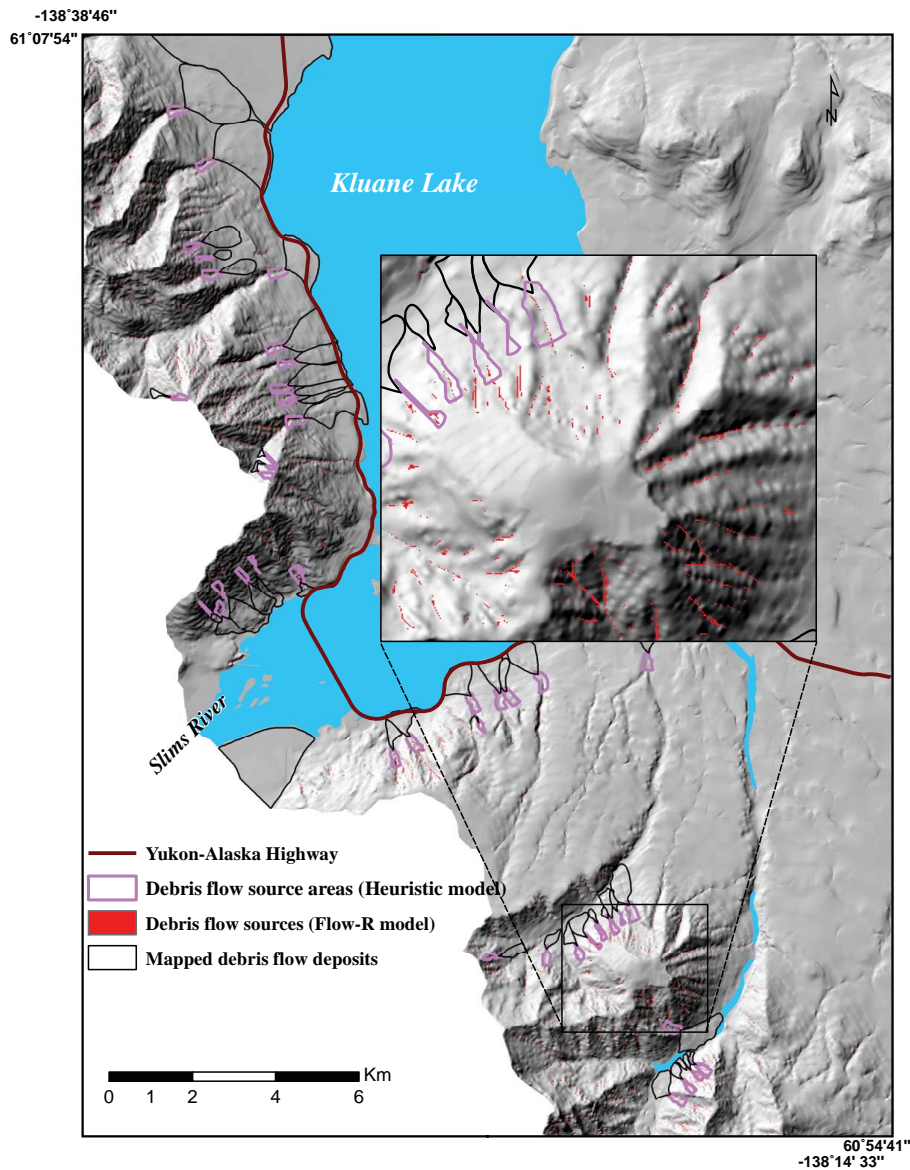 -138°38'46"
61°07'54"
N
Kluane Lake
Slims River
Yukon-Alaska Highway
Debris flow source areas (Heuristic model)
Debris flow sources (Flow-R model)
Mapped debris flow deposits
Km
0 1 2 4 6
60°54'41"
-138°14' 33"